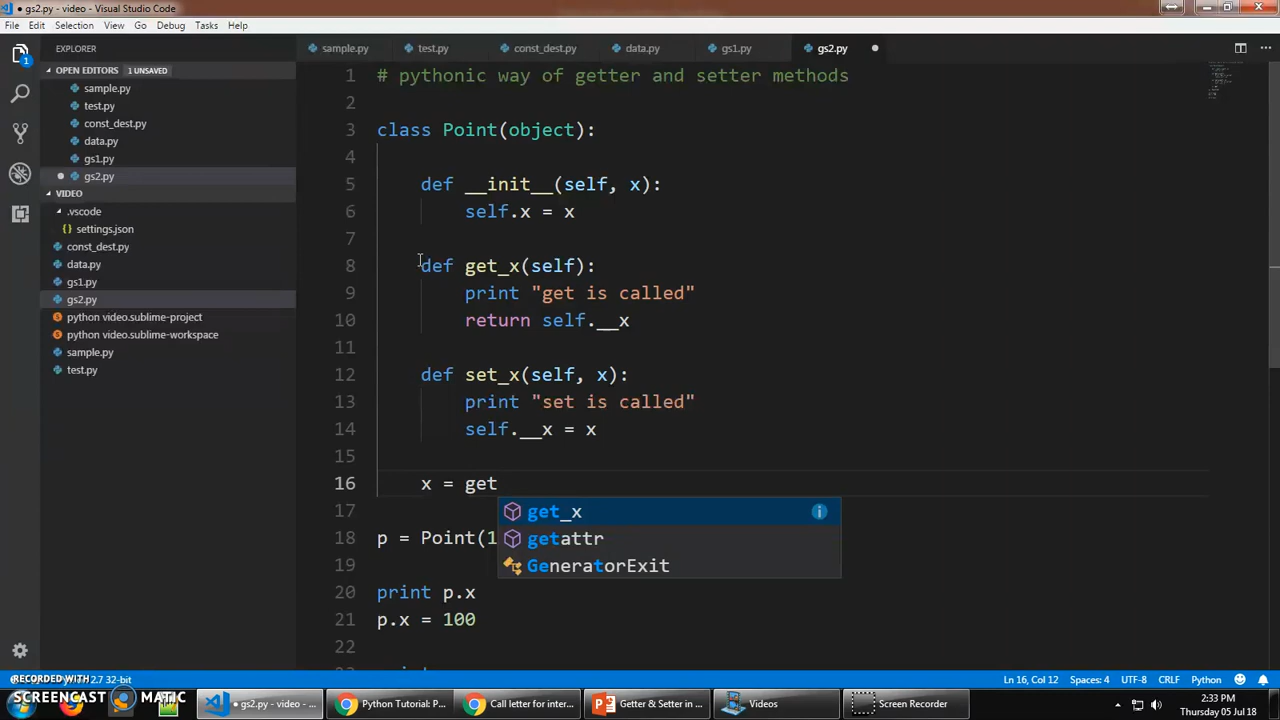 gs2.py - video - Visual Studio Code
File Edit Selection View Go Debug Tasks Help
EXPLORER
sample.py test.py const_dest.py data.py gs1.py gs2.py
OPEN EDITORS 1 UNSAVED
sample.py
test.py
const_dest.py
data.py
gs1.py
gs2.py
VIDEO
.vscode
{ } settings.json
const_dest.py
data.py
gs1.py
gs2.py
python video.sublime-project
python video.sublime-workspace
sample.py
test.py
1 # pythonic way of getter and setter methods
2
3 class Point(object):
4
5 def __init__(self, x):
6 self.x = x
7
8 def get_x(self):
9 print "get is called"
10 return self.__x
11
12 def set_x(self, x):
13 print "set is called"
14 self.__x = x
15
16 x = get
get_x
getattr
GeneratorExit
17
18 p = Point(1
19
20 print p.x
21 p.x = 100
22
2.7 32-bit Ln 16, Col 12 Spaces: 4 UTF-8 CRLF Python
RECORDED WITH
SCREENCAST MATIC
gs2.py - video - ... Python Tutorial: P... Call letter for inter... Getter & Setter in ... Videos Screen Recorder
2:33 PM
Thursday 05 Jul 18